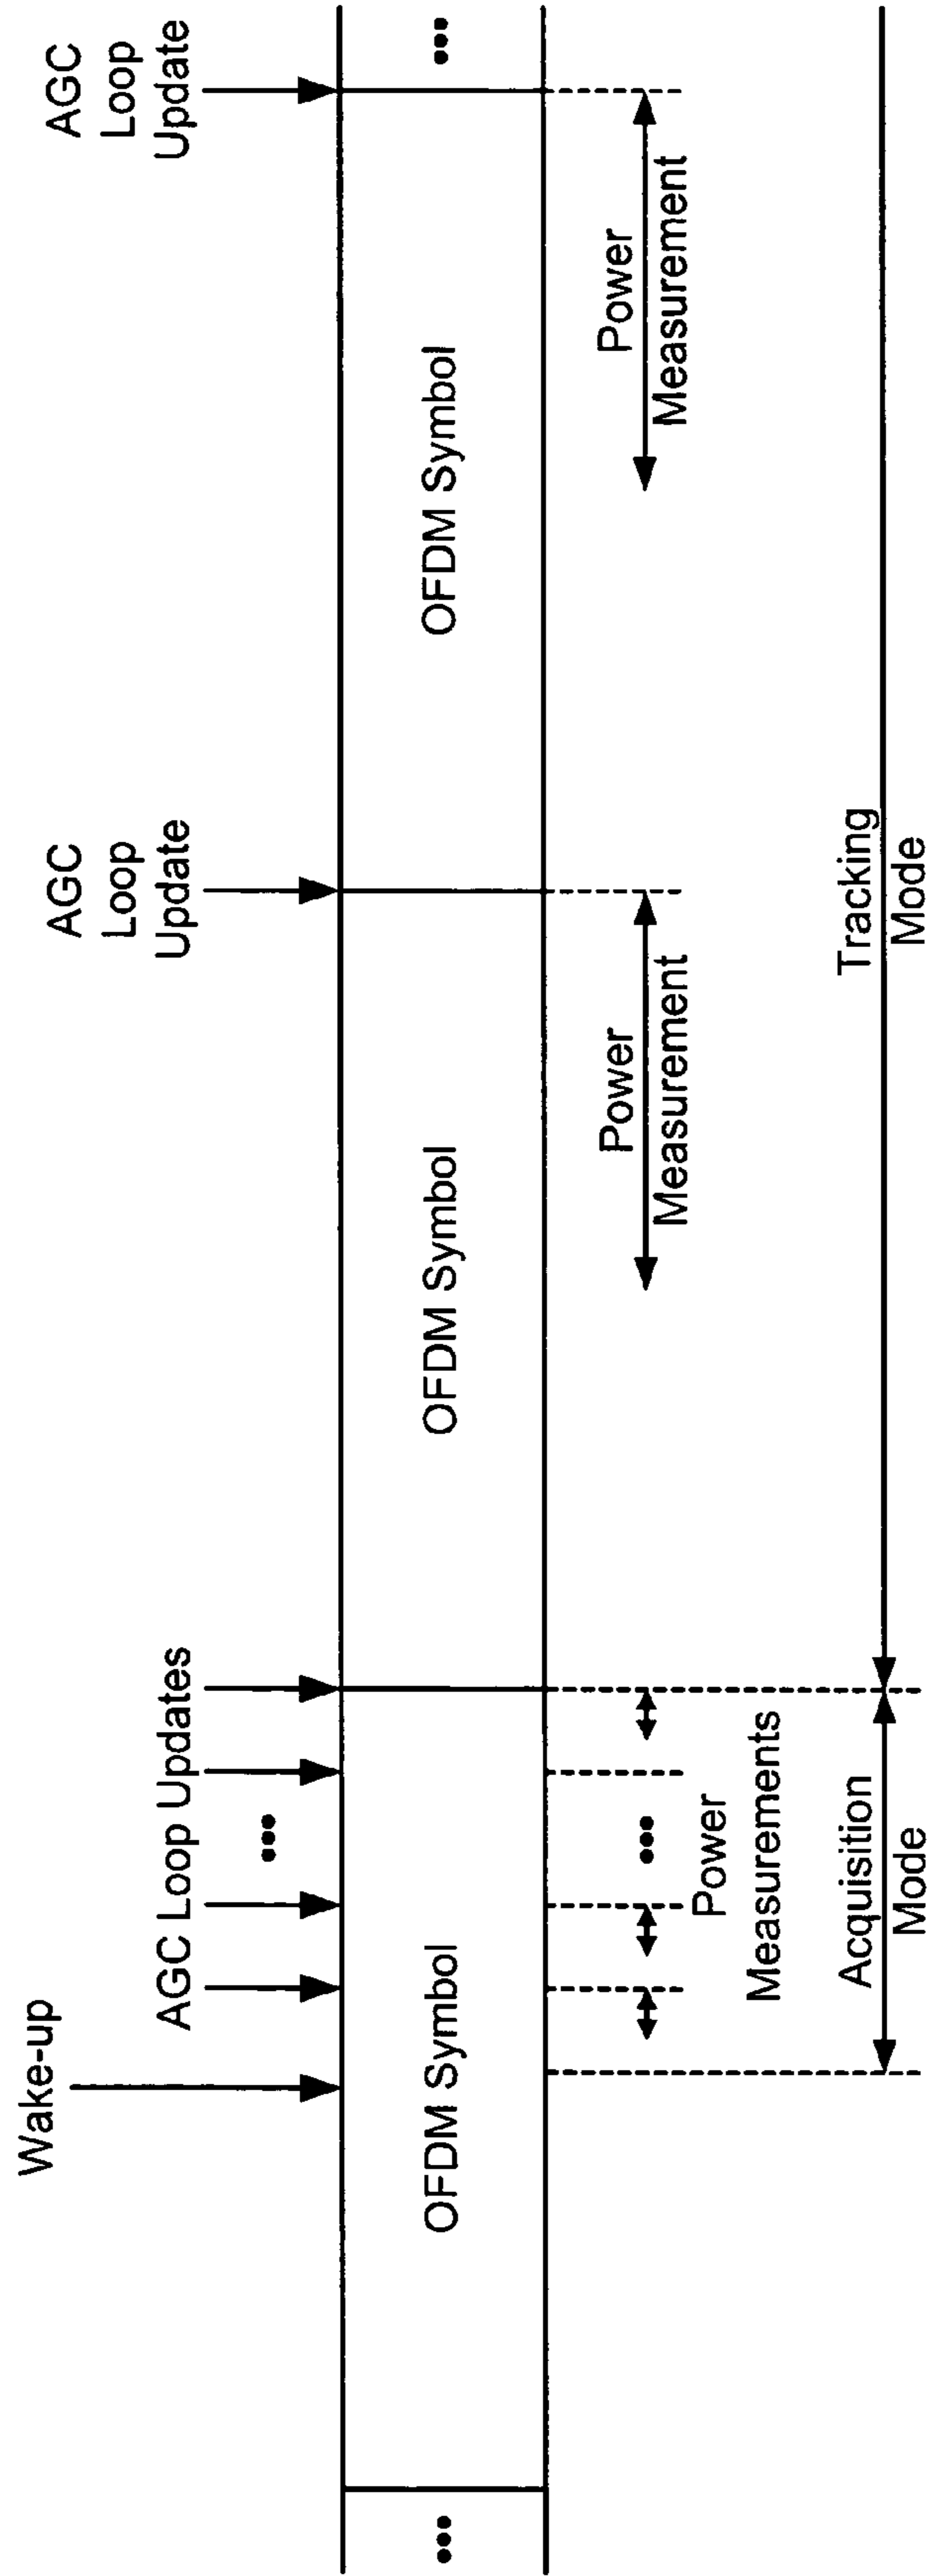 Wake-up
AGC Loop Updates
•••
AGC
Loop
Update
AGC
Loop
Update
•••
OFDM Symbol
OFDM Symbol
OFDM Symbol
•••
•••
Power
Measurements
Power
Measurement
Power
Measurement
Acquisition
Mode
Tracking
Mode